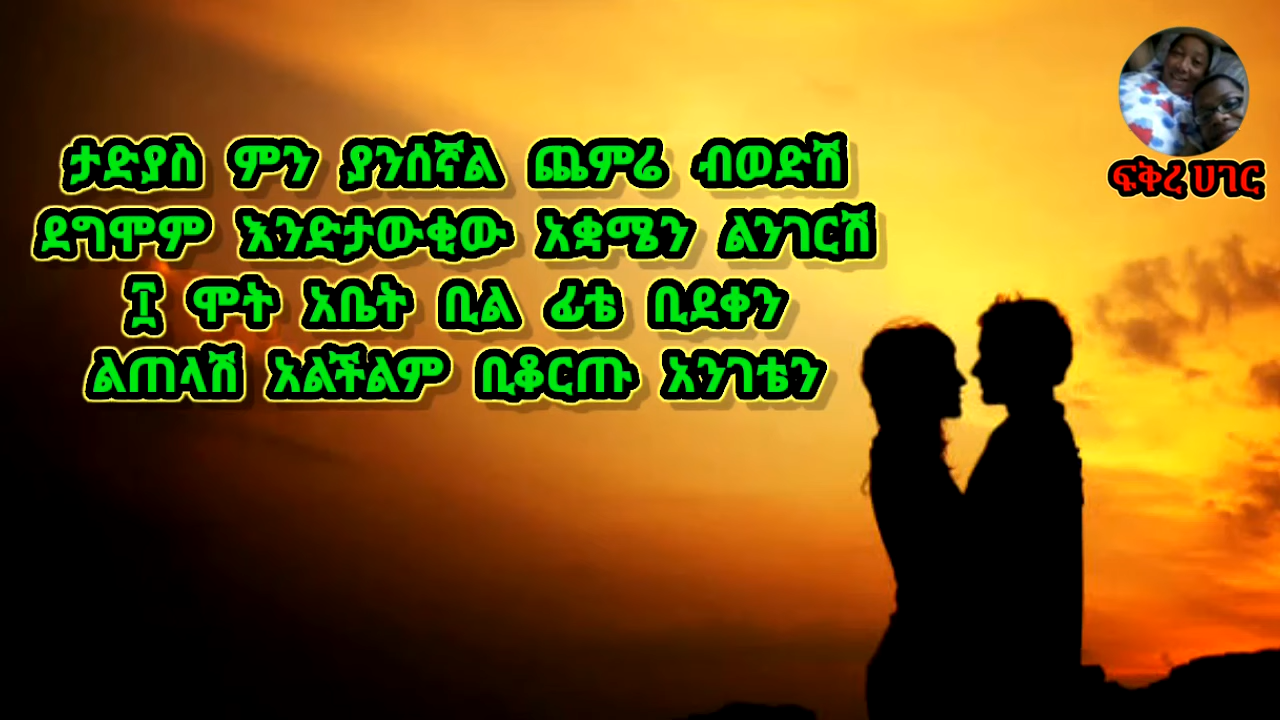 ታድያስ ምን ያንሰኛል ጨምሬ ብወድሽ
ደግሞም እንድታውቂው አቋሜን ልንገርሽ
፲ ሞት አቤት ቢል ፊቴ ቢደቀን
ልጠላሽ አልችልም ቢቆርጡ አንገቴን
ፍቅረ ሀገር